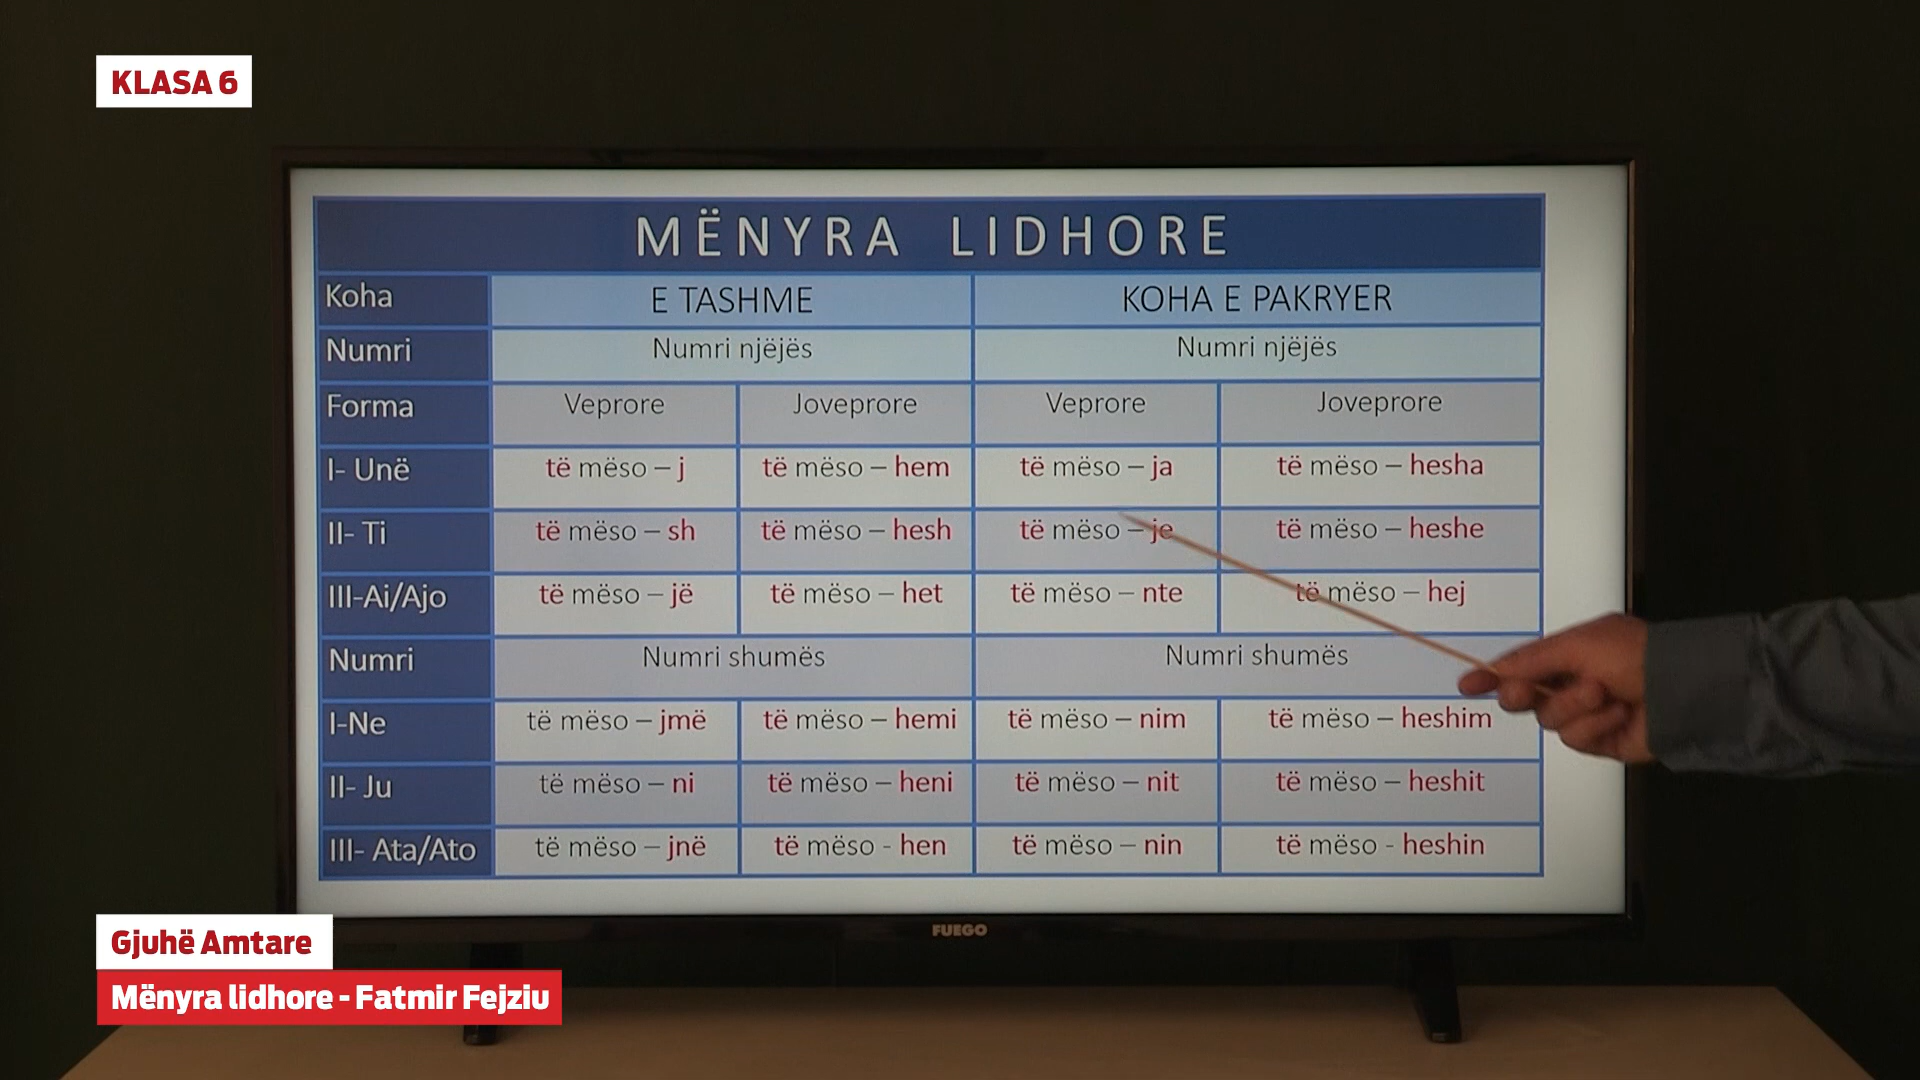 KLASA 6
MËNYRA LIDHORE
Koha E TASHME KOHA E PAKRYER
Numri Numri njëjës Numri njëjës
Forma Veprore Joveprore Veprore Joveprore
I- Unë të mëso – j të mëso – hem të mëso – ja të mëso – hesha
II- Ti të mëso – sh të mëso – hesh të mëso – je të mëso – heshe
III-Ai/Ajo të mëso – jë të mëso – het të mëso – nte të mëso – hej
Numri Numri shumës Numri shumës
I-Ne të mëso – jmë të mëso – hemi të mëso – nim të mëso – heshim
II- Ju të mëso – ni të mëso – heni të mëso – nit të mëso – heshit
III- Ata/Ato të mëso – jnë të mëso - hen të mëso – nin të mëso - heshin
FUEGO
Gjuhë Amtare
Mënyra lidhore - Fatmir Fejziu